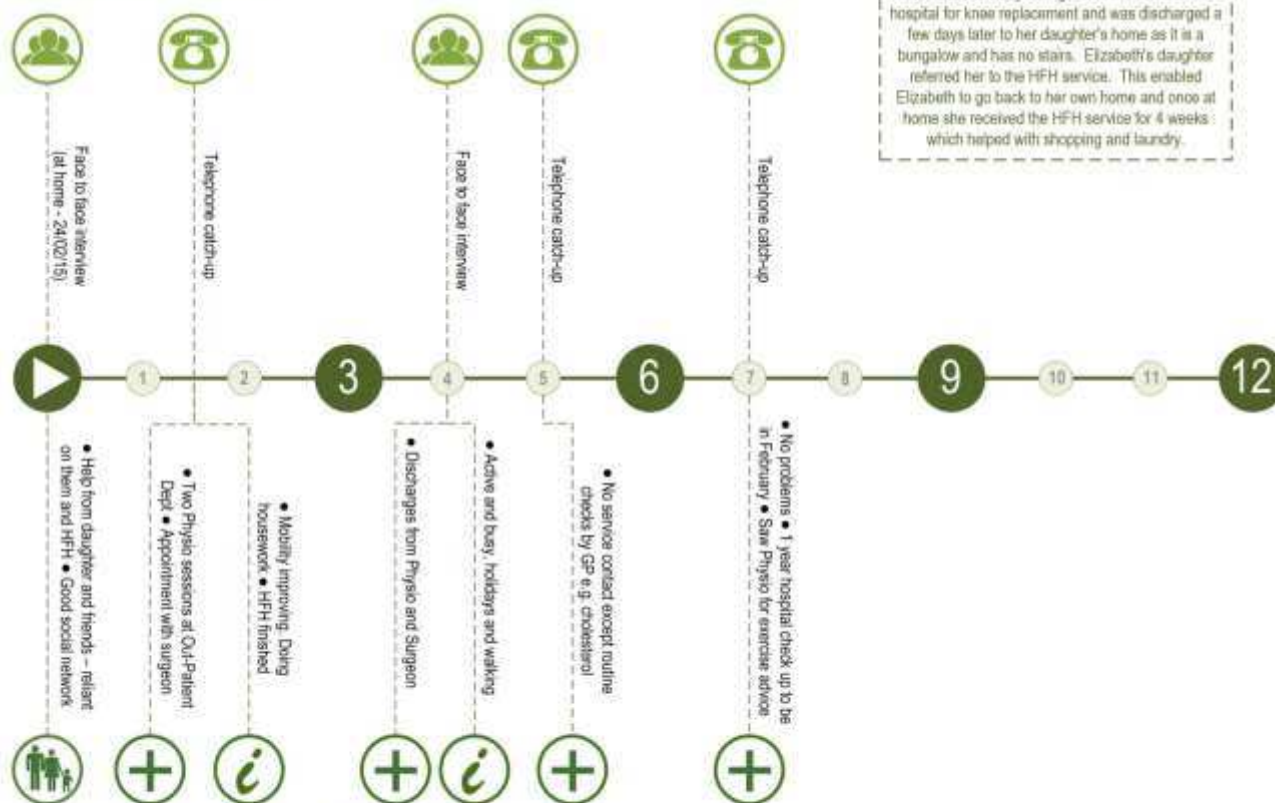 hospital for knee replacement and was discharged a
few days later to her daughter's home as it is a
bungalow and has no stairs. Elizabeth's daughter
referred her to the HFH service. This enabled
Elizabeth to go back to her own home and once at
home she received the HFH service for 4 weeks
which helped with shopping and laundry.
Face to face interview
(at home - 24/02/15)
Telephone catch-up
Face to face interview
Telephone catch-up
Telephone catch-up
1
2
3
4
5
6
7
8
9
10
11
12
● Help from daughter and friends – reliant
on them and HFH ● Good social network
● Two Physio sessions at Out-Patient
Dept ● Appointment with surgeon
● Mobility improving. Doing
housework ● HFH finished
● Discharges from Physio and Surgeon
● Active and busy, holidays and walking
● No service contact except routine
checks by GP e.g. cholesterol
● No problems ● 1 year hospital check up to be
in February ● Saw Physio for exercise advice